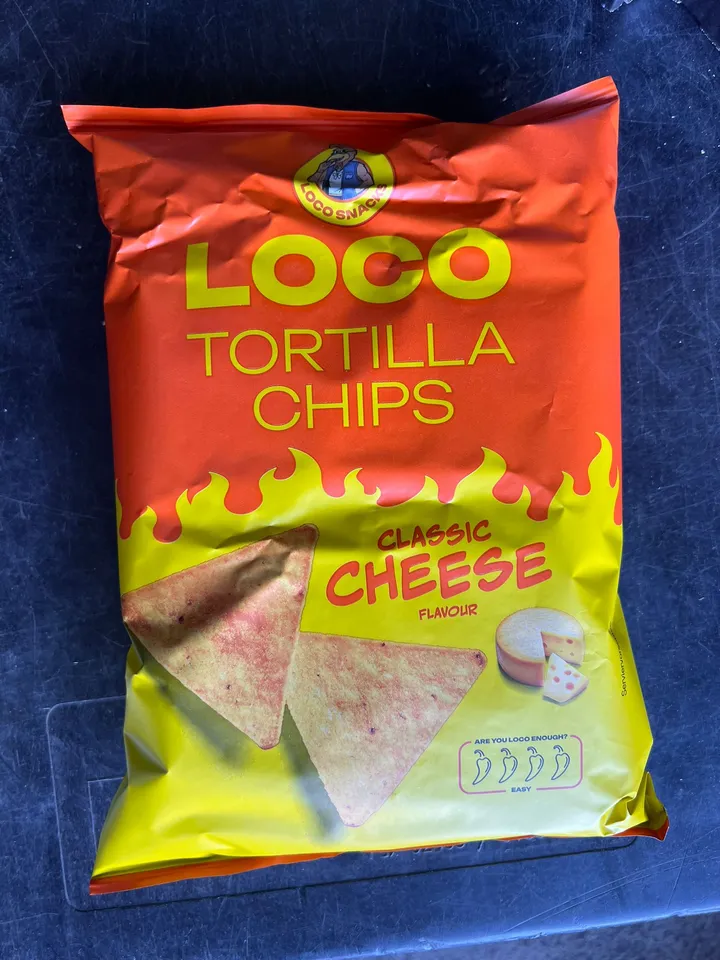 LOCO SNACKS
LOCO
TORTILLA
CHIPS
CLASSIC
CHEESE
FLAVOUR
ARE YOU LOCO ENOUGH?
EASY